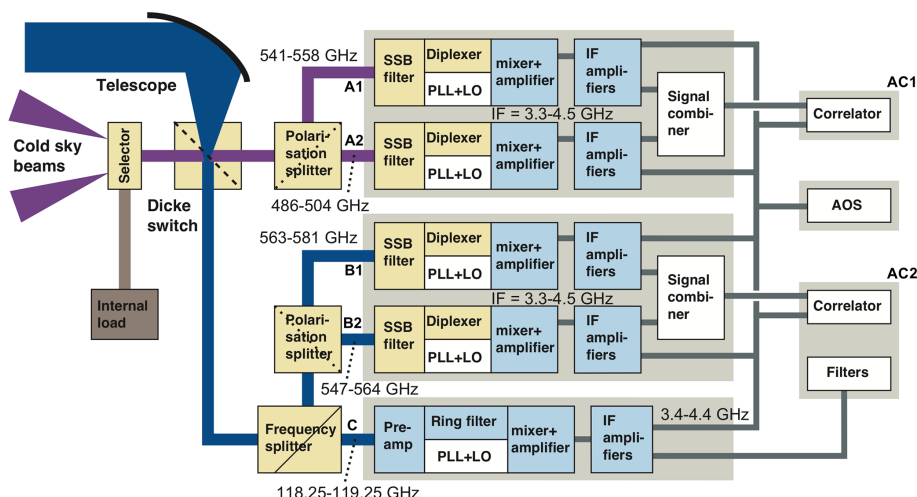 541-558 GHz
Telescope
A1
SSB
filter
Diplexer
PLL+LO
mixer+
amplifier
IF
ampli-
fiers
IF = 3.3-4.5 GHz
Signal
combi-
ner
AC1
Correlator
Cold sky
beams
Selector
Dicke
switch
Polari-
sation
splitter
A2
SSB
filter
Diplexer
PLL+LO
mixer+
amplifier
IF
ampli-
fiers
486-504 GHz
AOS
563-581 GHz
B1
SSB
filter
Diplexer
PLL+LO
mixer+
amplifier
IF
ampli-
fiers
IF = 3.3-4.5 GHz
Signal
combi-
ner
AC2
Correlator
Internal
load
Polari-
sation
splitter
B2
SSB
filter
Diplexer
PLL+LO
mixer+
amplifier
IF
ampli-
fiers
547-564 GHz
Filters
Frequency
splitter
C
Pre-
amp
Ring filter
PLL+LO
mixer+
amplifier
IF
ampli-
fiers
3.4-4.4 GHz
118.25-119.25 GHz